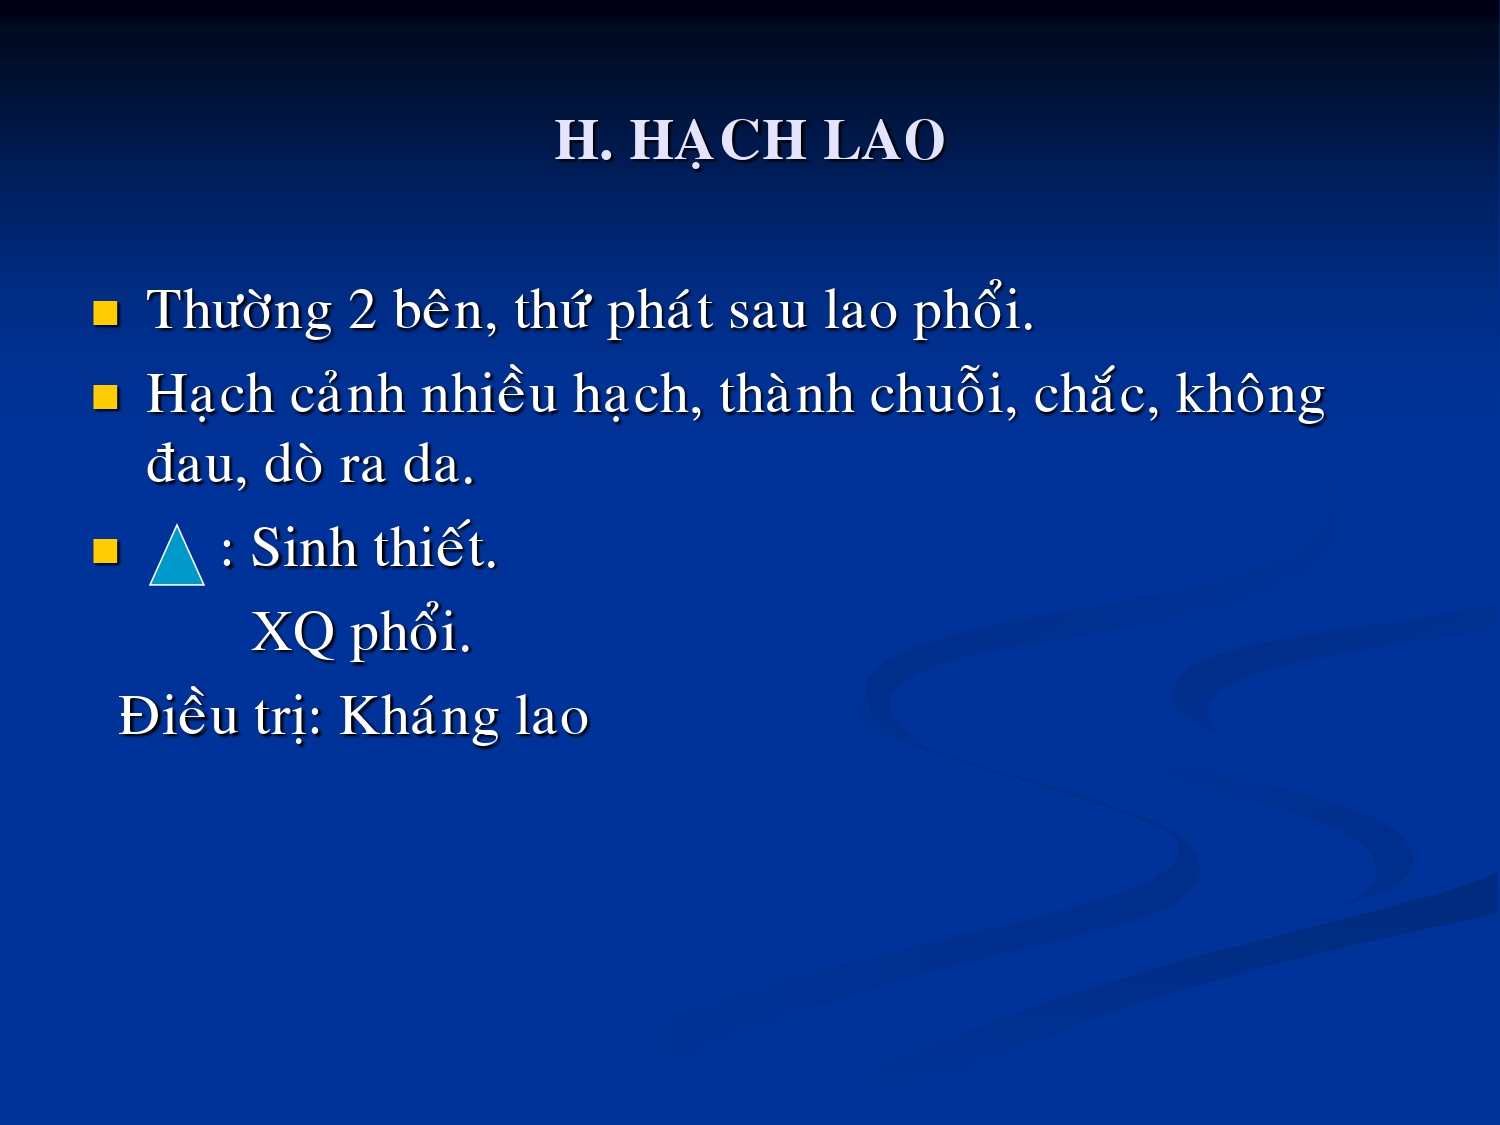 H. HẠCH LAO
Thường 2 bên, thứ phát sau lao phổi.
Hạch cảnh nhiều hạch, thành chuỗi, chắc, không
đau, dò ra da.
: Sinh thiết.
XQ phổi.
Điều trị: Kháng lao